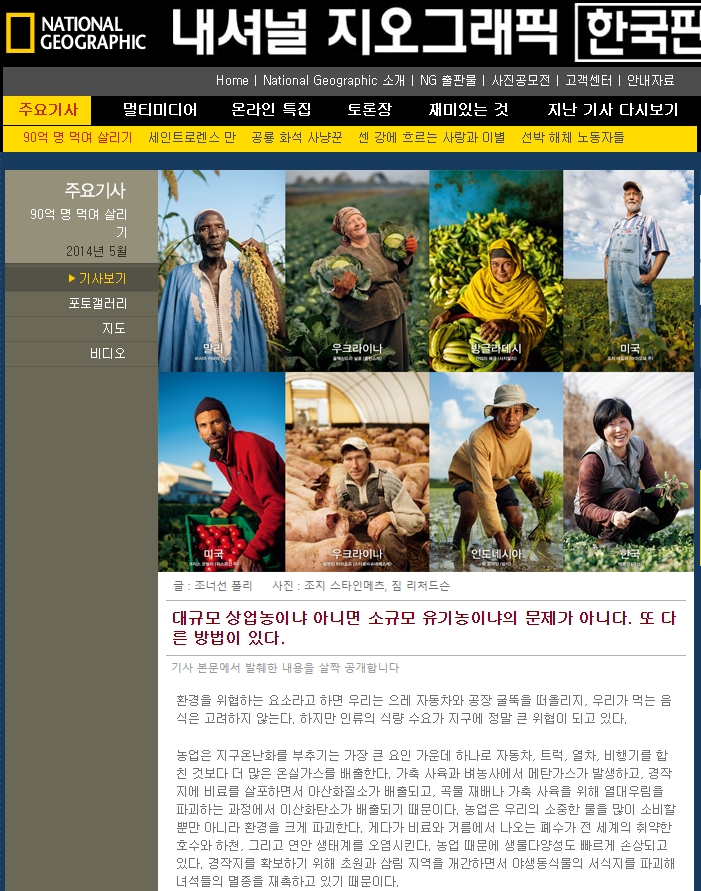 NATIONAL
GEOGRAPHIC
내셔널 지오그래픽 한국판
Home | National Geographic 소개 | NG 출판물 | 사진공모전 | 고객센터 | 안내자료
주요기사 멀티미디어 온라인 특집 토론장 재미있는 것 지난 기사 다시보기
90억 명 먹여 살리기 세인트로렌스 만 공룡 화석 사냥꾼 센 강에 흐르는 사랑과 이별 선박 해체 노동자들
주요기사
90억 명 먹여 살리
기
2014년 5월
▶ 기사보기
포토갤러리
지도
비디오
말리
우크라이나
방글라데시
미국
미국
우크라이나
인도네시아
한국
글 : 조너선 폴리 사진 : 조지 스타인메츠, 짐 리처드슨
대규모 상업농이냐 아니면 소규모 유기농이냐의 문제가 아니다. 또 다
른 방법이 있다.
기사 본문에서 발췌한 내용을 살짝 공개합니다
환경을 위협하는 요소라고 하면 우리는 으레 자동차와 공장 굴뚝을 떠올리지, 우리가 먹는 음
식은 고려하지 않는다. 하지만 인류의 식량 수요가 지구에 정말 큰 위협이 되고 있다.
농업은 지구온난화를 부추기는 가장 큰 요인 가운데 하나로 자동차, 트럭, 열차, 비행기를 합
친 것보다 더 많은 온실가스를 배출한다. 가축 사육과 벼농사에서 메탄가스가 발생하고, 경작
지에 비료를 살포하면서 아산화질소가 배출되고, 곡물 재배나 가축 사육을 위해 열대우림을
파괴하는 과정에서 이산화탄소가 배출되기 때문이다. 농업은 우리의 소중한 물을 많이 소비할
뿐만 아니라 환경을 크게 파괴한다. 게다가 비료와 거름에서 나오는 폐수가 전 세계의 취약한
호수와 하천, 그리고 연안 생태계를 오염시킨다. 농업 때문에 생물다양성도 빠르게 손상되고
있다. 경작지를 확보하기 위해 초원과 삼림 지역을 개간하면서 야생동식물의 서식지를 파괴해
녀석들의 멸종을 재촉하고 있기 때문이다.